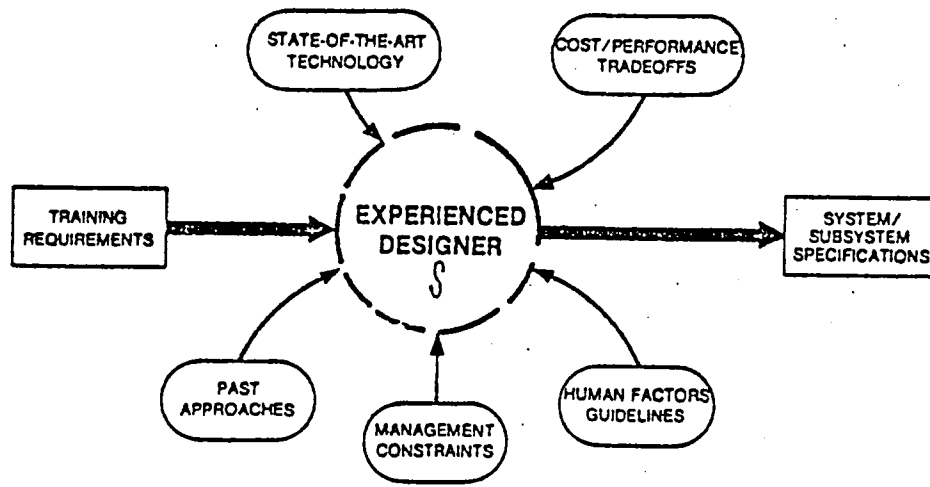 STATE-OF-THE-ART
TECHNOLOGY
COST/PERFORMANCE
TRADEOFFS
TRAINING
REQUIREMENTS
EXPERIENCED
DESIGNER
S
SYSTEM/
SUBSYSTEM
SPECIFICATIONS
PAST
APPROACHES
MANAGEMENT
CONSTRAINTS
HUMAN FACTORS
GUIDELINES